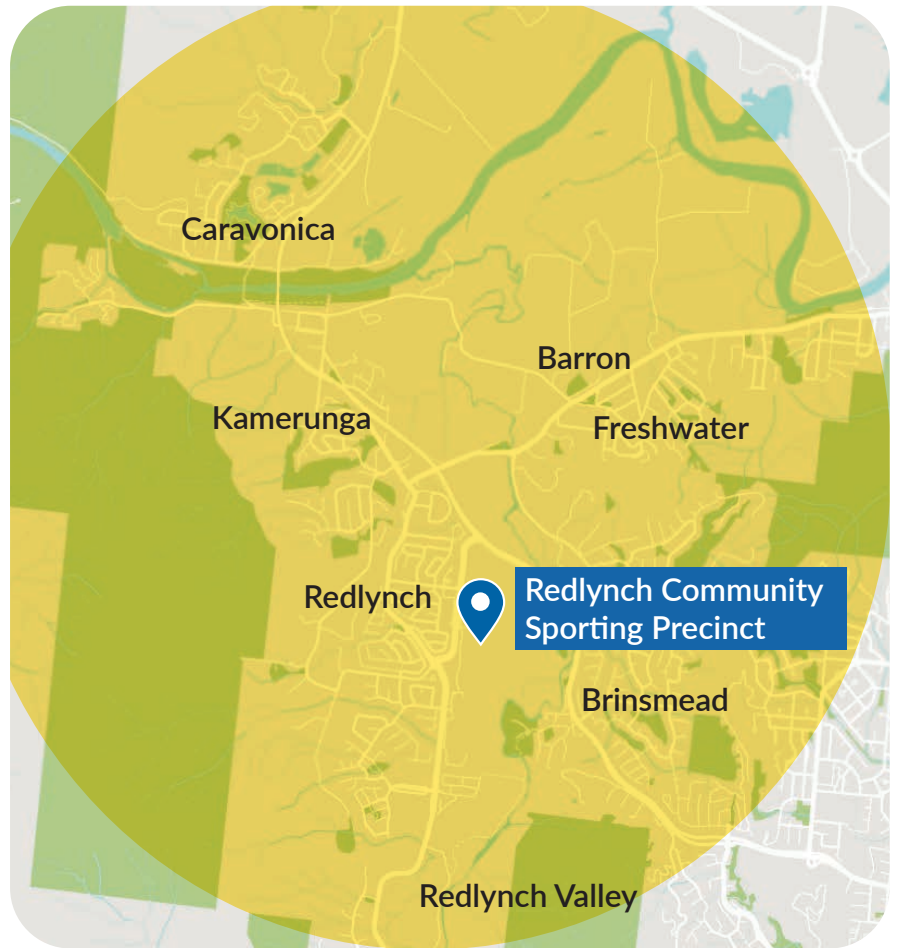 Caravonica
Barron
Kamerunga
Freshwater
Redlynch
Redlynch Community
Sporting Precinct
Brinsmead
Redlynch Valley